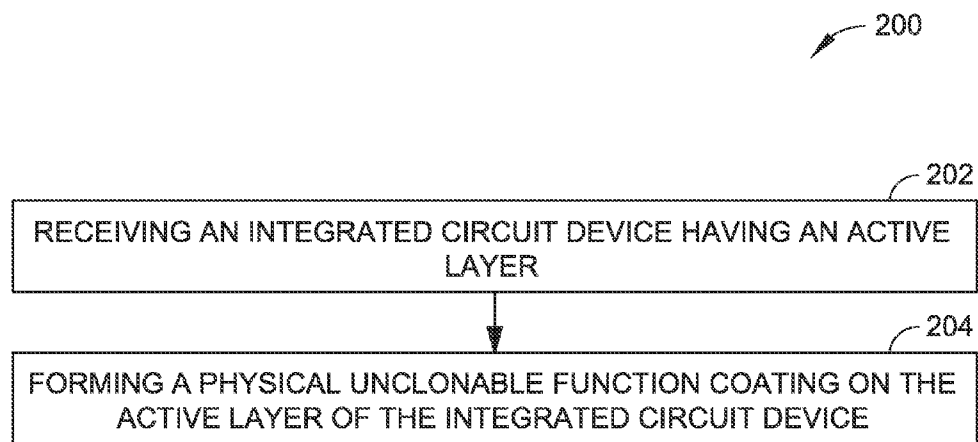 200
202
RECEIVING AN INTEGRATED CIRCUIT DEVICE HAVING AN ACTIVE
LAYER
204
FORMING A PHYSICAL UNCLONABLE FUNCTION COATING ON THE
ACTIVE LAYER OF THE INTEGRATED CIRCUIT DEVICE